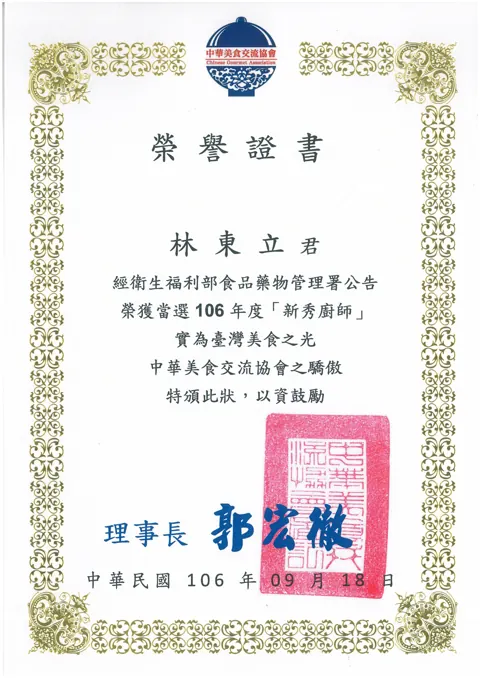 中華美食交流協會
Chinese Gourmet Association
榮譽證書
林東立 君
經衛生福利部食品藥物管理署公告
榮獲當選 106 年度「新秀廚師」
實為臺灣美食之光
中華美食交流協會之驕傲
特頒此狀，以資鼓勵
理事長 郭宏徹
中華民國 106 年 09 月 18 日